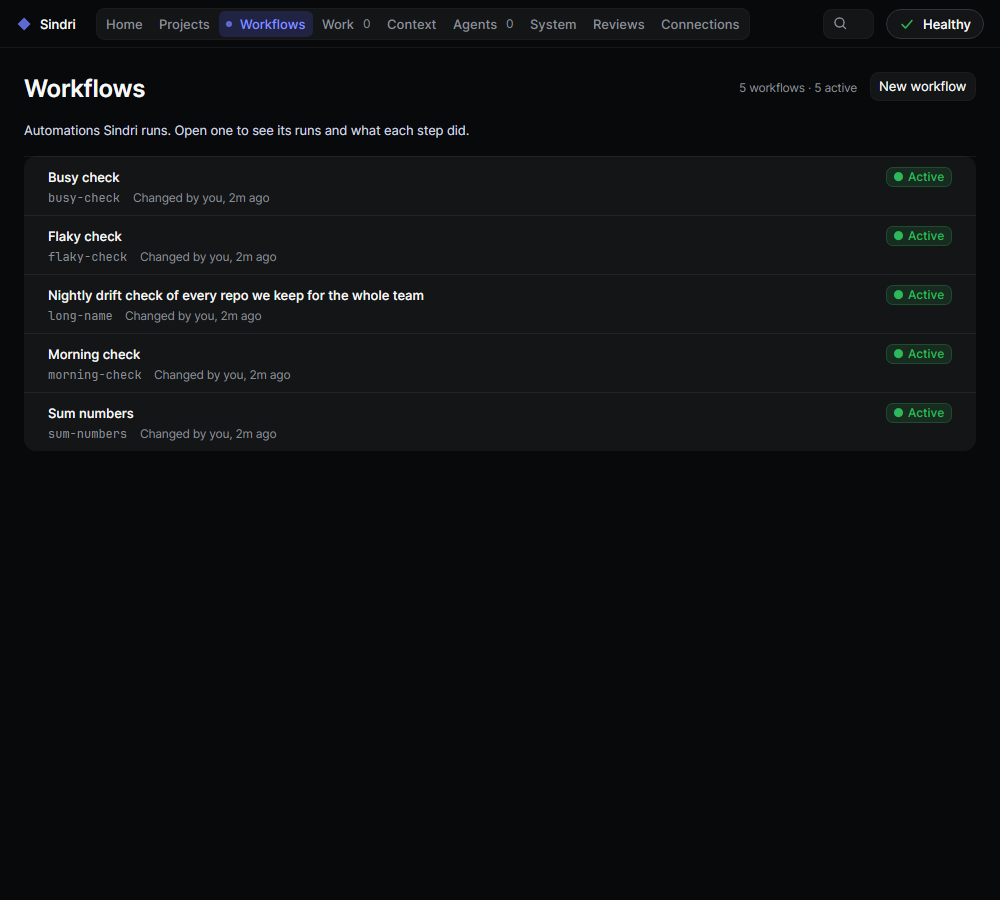 Sindri Home Projects Workflows Work 0 Context Agents 0 System Reviews Connections Healthy
Workflows 5 workflows · 5 active New workflow
Automations Sindri runs. Open one to see its runs and what each step did.
Busy check Active
busy-check Changed by you, 2m ago
Flaky check Active
flaky-check Changed by you, 2m ago
Nightly drift check of every repo we keep for the whole team Active
long-name Changed by you, 2m ago
Morning check Active
morning-check Changed by you, 2m ago
Sum numbers Active
sum-numbers Changed by you, 2m ago